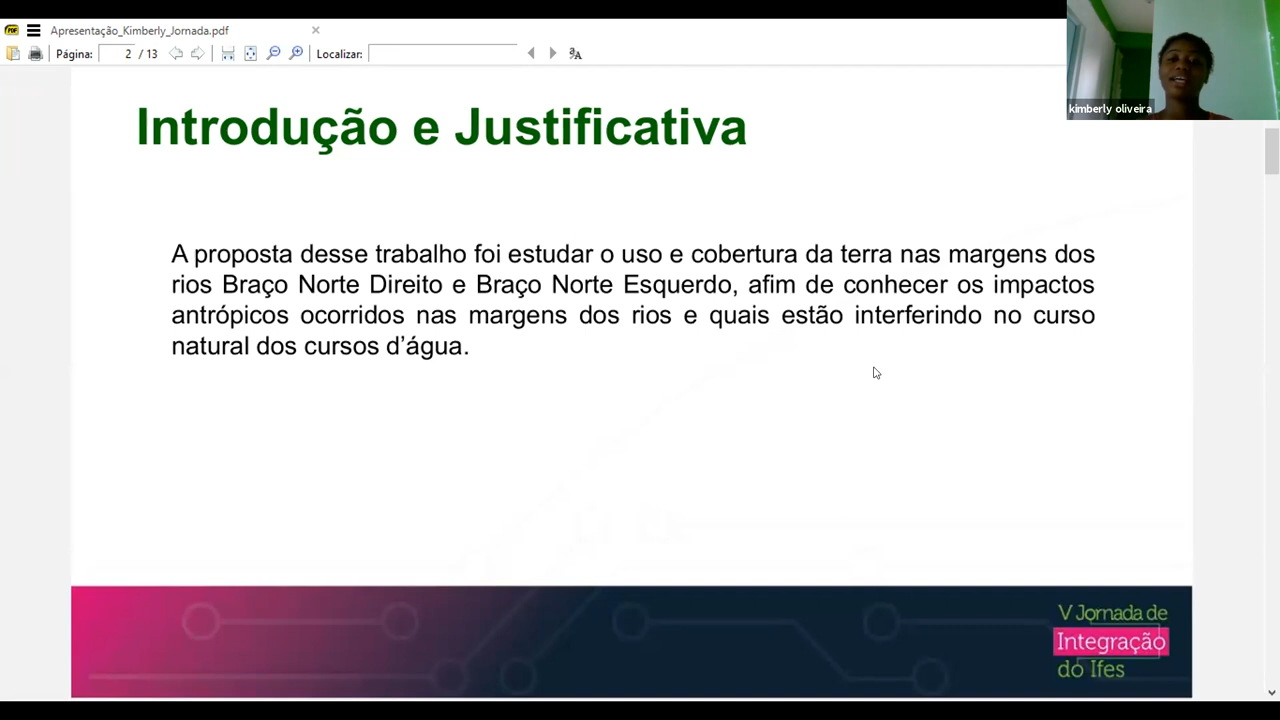 Apresentação_Kimberly_Jornada.pdf
Página: 2 / 13 Localizar:
kimberly oliveira
Introdução e Justificativa
A proposta desse trabalho foi estudar o uso e cobertura da terra nas margens dos
rios Braço Norte Direito e Braço Norte Esquerdo, afim de conhecer os impactos
antrópicos ocorridos nas margens dos rios e quais estão interferindo no curso
natural dos cursos d’água.
V Jornada de
Integração
do Ifes